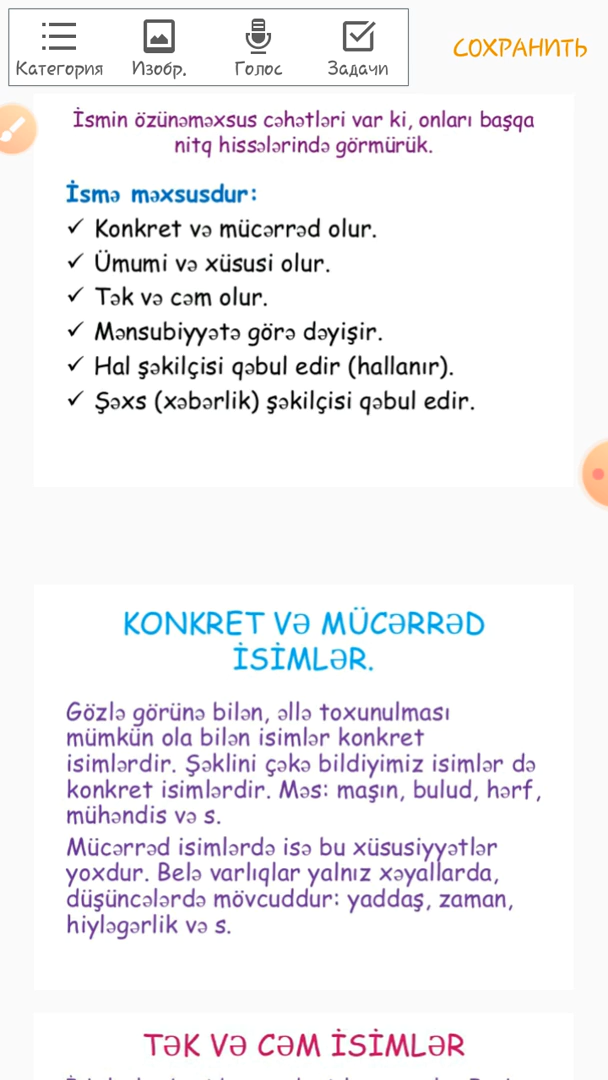 Категория Изобр. Голос Задачи
СОХРАНИТЬ
İsmin özünəməxsus cəhətləri var ki, onları başqa
nitq hissələrində görmürük.
İsmə məxsusdur:
✓ Konkret və mücərrəd olur.
✓ Ümumi və xüsusi olur.
✓ Tək və cəm olur.
✓ Mənsubiyyətə görə dəyişir.
✓ Hal şəkilçisi qəbul edir (hallanır).
✓ Şəxs (xəbərlik) şəkilçisi qəbul edir.
KONKRET VƏ MÜCƏRRƏD
İSİMLƏR.
Gözlə görünə bilən, əllə toxunulması
mümkün ola bilən isimlər konkret
isimlərdir. Şəklini çəkə bildiyimiz isimlər də
konkret isimlərdir. Məs: maşın, bulud, hərf,
mühəndis və s.
Mücərrəd isimlərdə isə bu xüsusiyyətlər
yoxdur. Belə varlıqlar yalnız xəyallarda,
düşüncələrdə mövcuddur: yaddaş, zaman,
hiyləgərlik və s.
TƏK VƏ CƏM İSİMLƏR